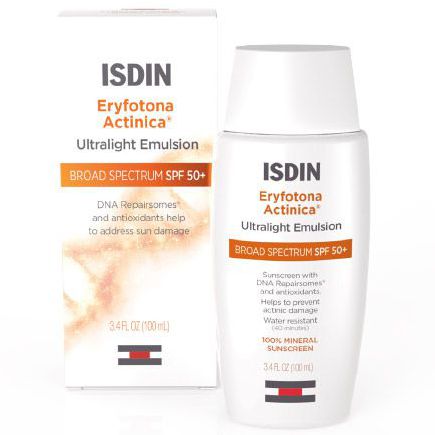 ISDIN
Eryfotona
Actinica®
Ultralight Emulsion
BROAD SPECTRUM SPF 50+
DNA Repairsomes®
and antioxidants help
to address sun damage
3.4 FL OZ (100 mL)
ISDIN
Eryfotona
Actinica®
Ultralight Emulsion
BROAD SPECTRUM SPF 50+
Sunscreen with
DNA Repairsomes®
and antioxidants.
Helps to prevent
actinic damage
Water resistant
(40 minutes)
100% MINERAL
SUNSCREEN
3.4 FL OZ (100 mL)